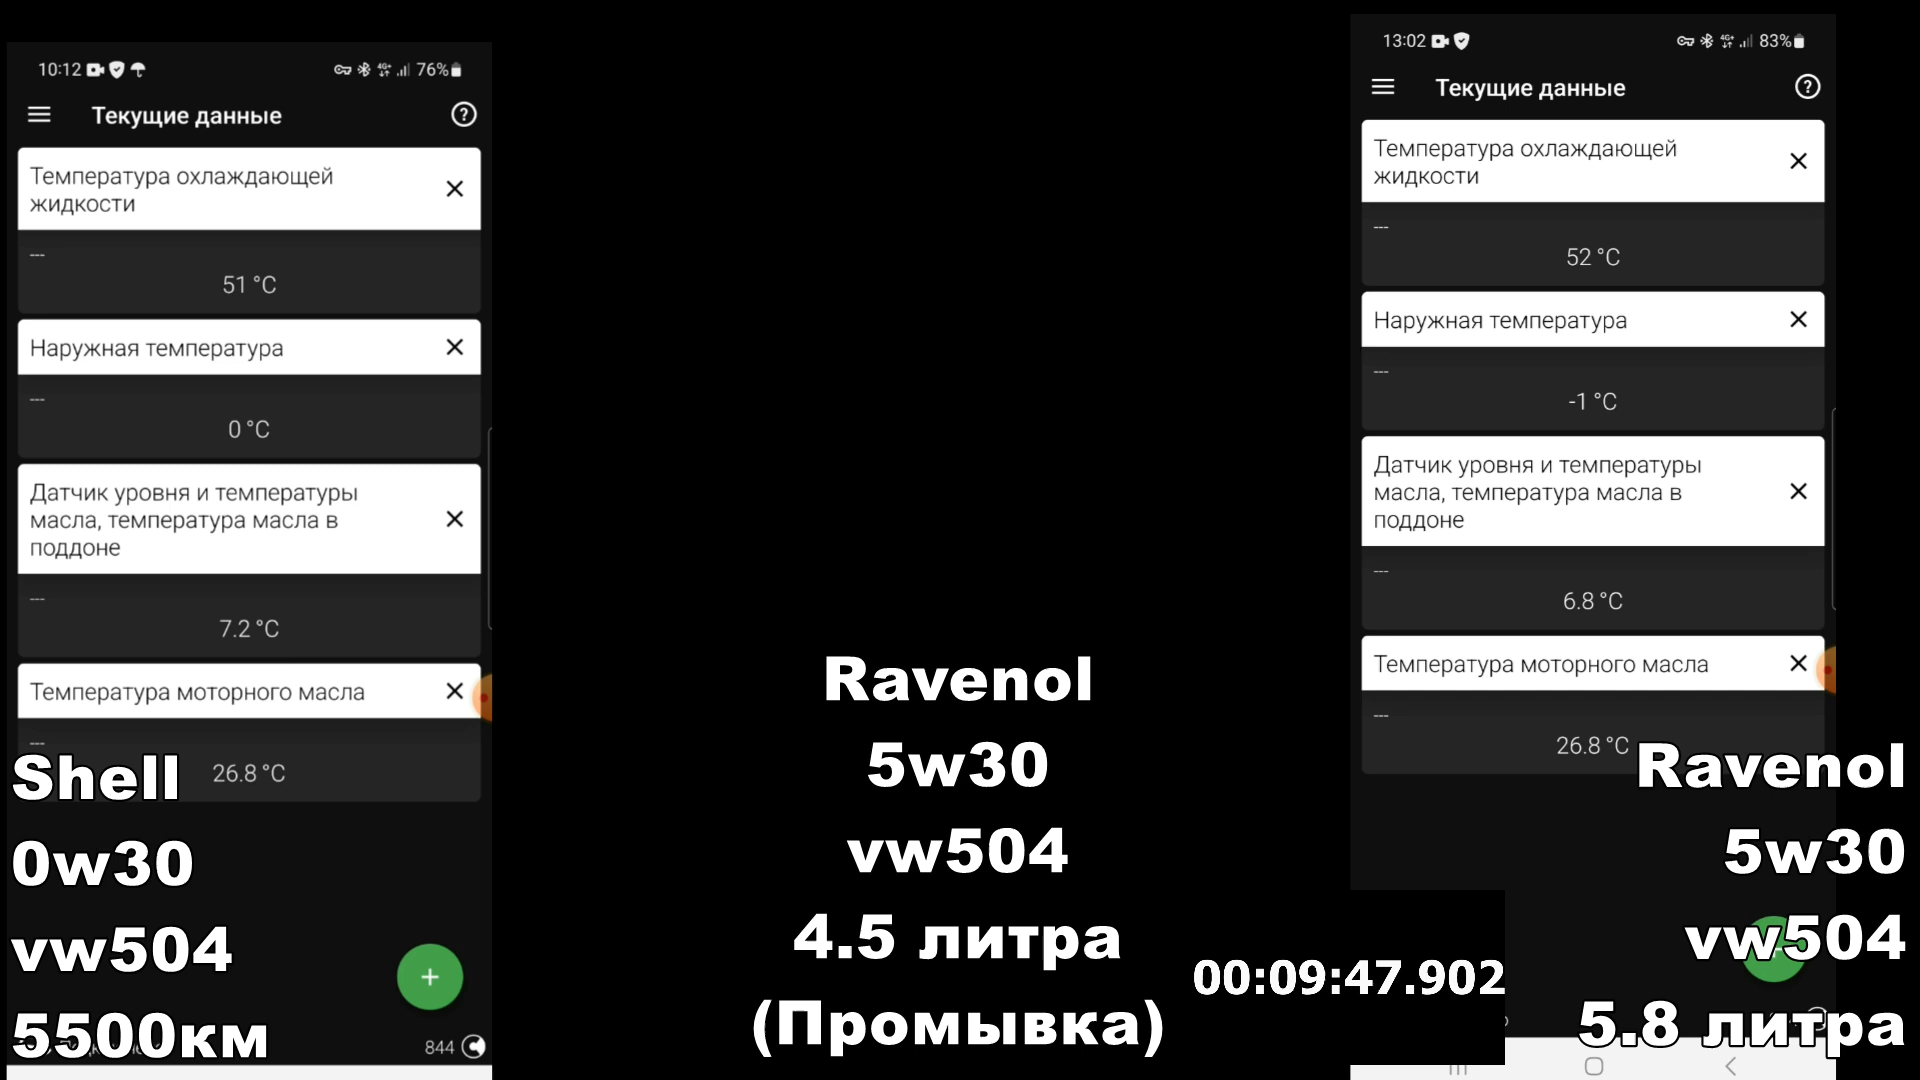 10:12
76%
Текущие данные
Температура охлаждающей
жидкости
---
51 °C
Наружная температура
---
0 °C
Датчик уровня и температуры
масла, температура масла в
поддоне
---
7.2 °C
Температура моторного масла
---
26.8 °C
Shell
0w30
vw504
5500км
844
Ravenol
5w30
vw504
4.5 литра
(Промывка)
00:09:47.902
13:02
83%
Текущие данные
Температура охлаждающей
жидкости
---
52 °C
Наружная температура
---
-1 °C
Датчик уровня и температуры
масла, температура масла в
поддоне
---
6.8 °C
Температура моторного масла
---
26.8 °C
Ravenol
5w30
vw504
5.8 литра